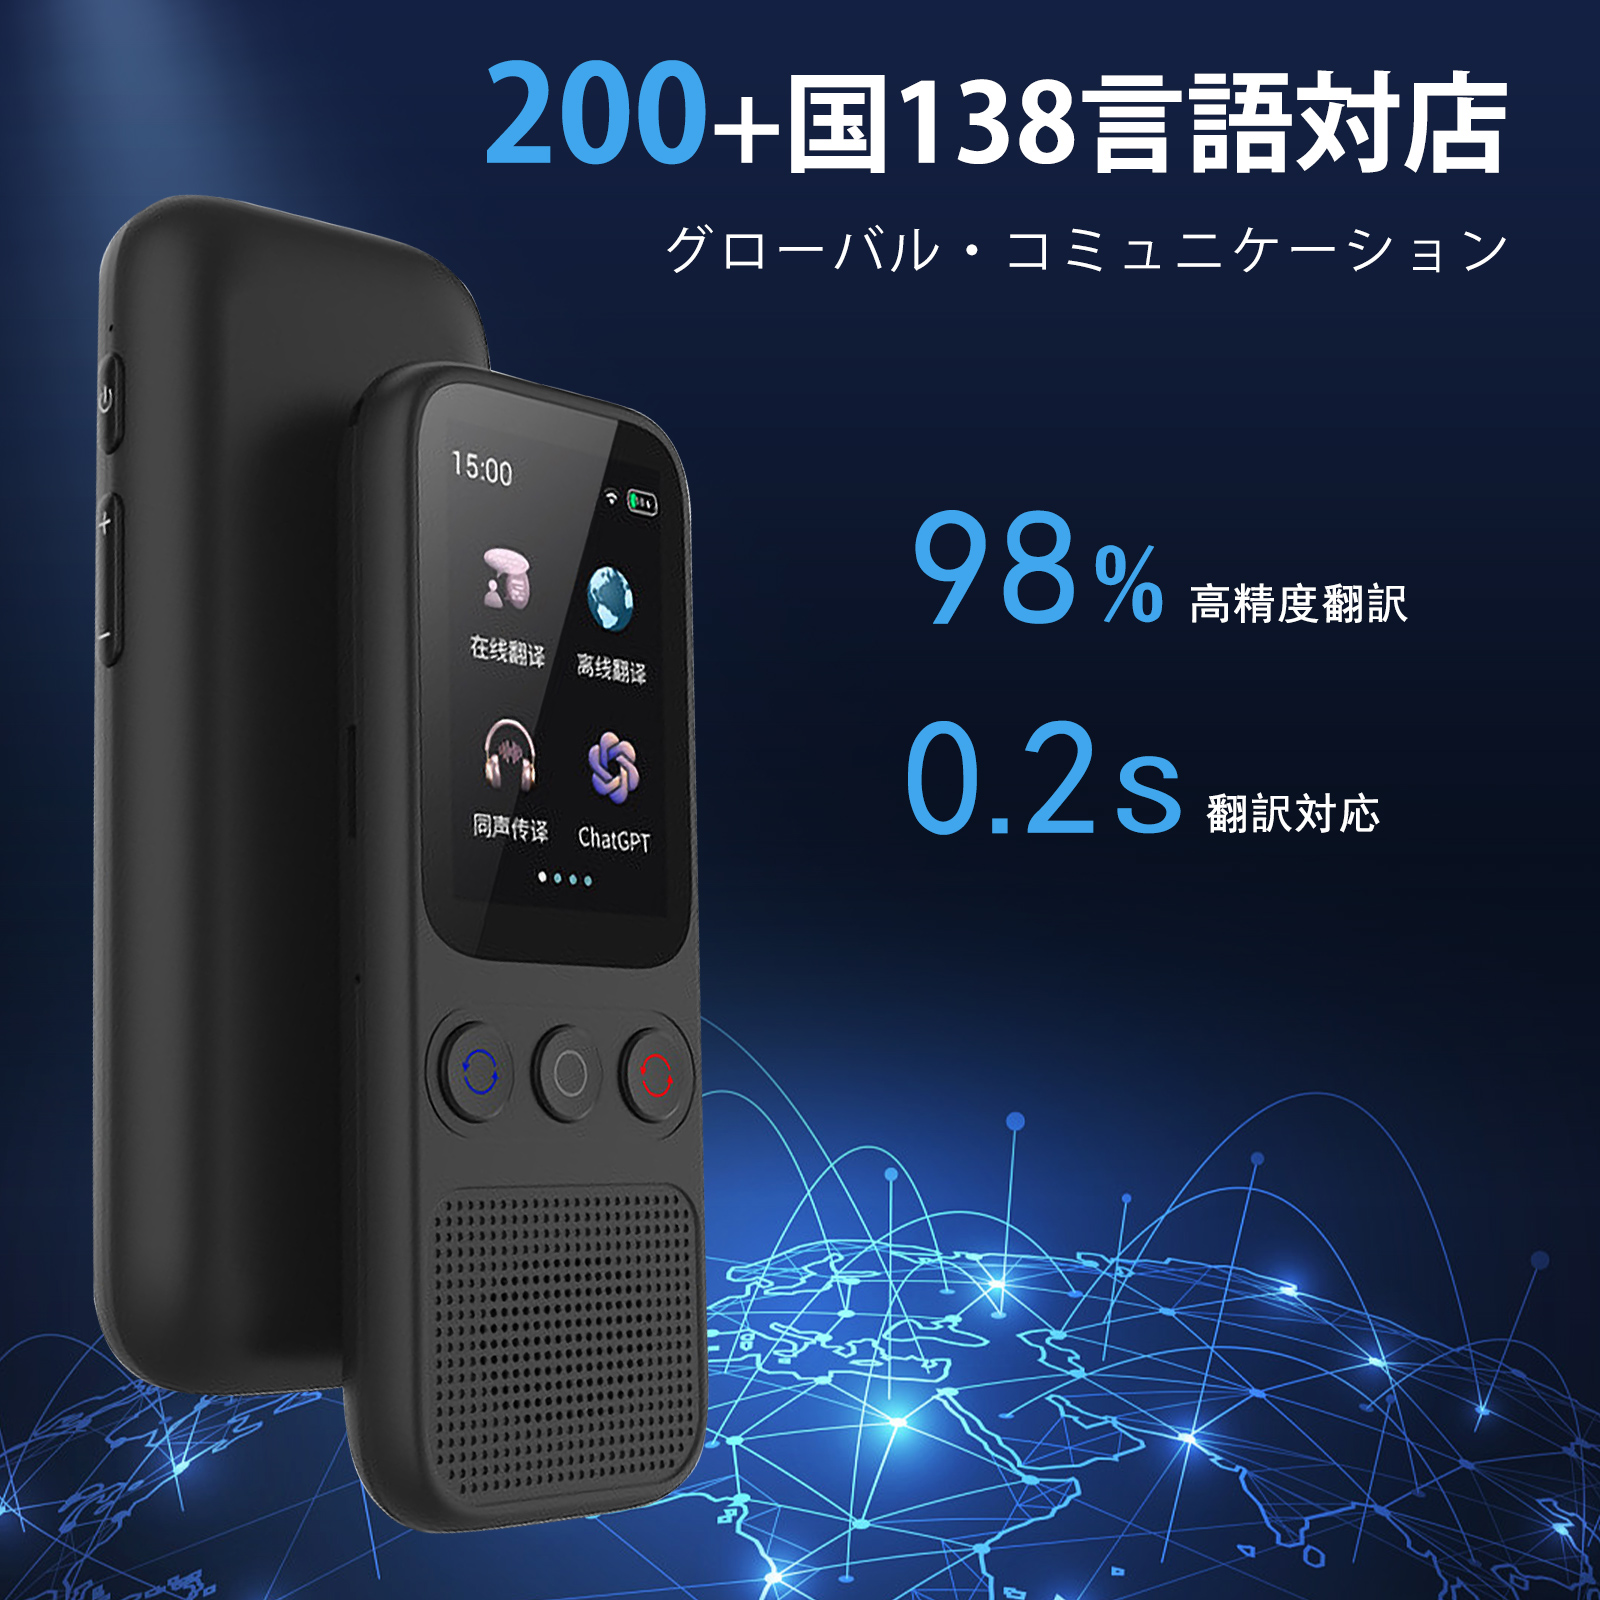 200+国138言語対店
グローバル・コミュニケーション
15:00
在线翻译
离线翻译
同声传译
ChatGPT
98% 高精度翻訳
0.2s 翻訳対応